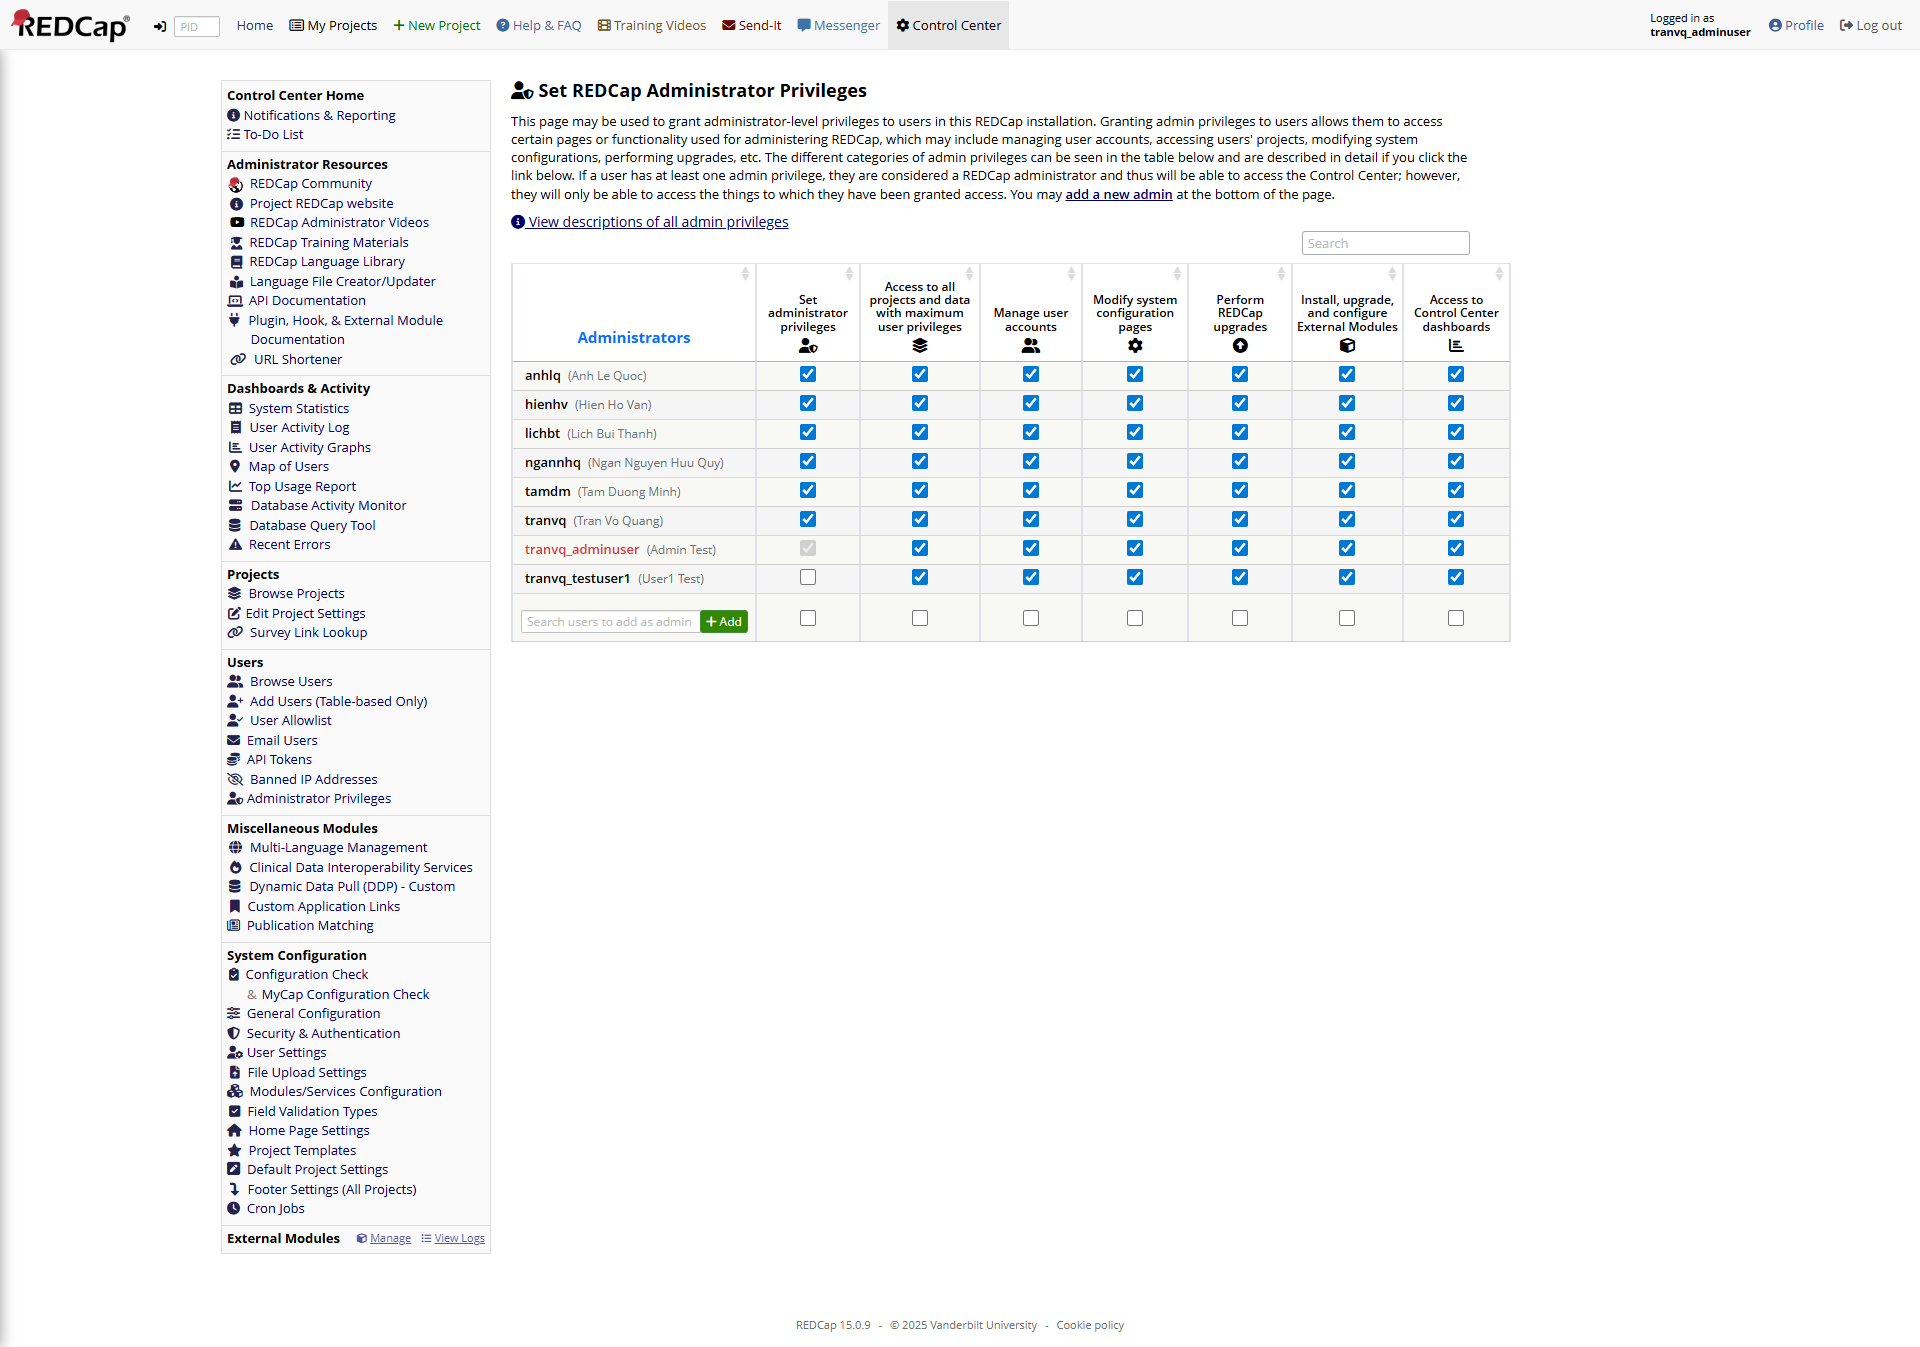 REDCap®
PID
Home
My Projects
New Project
Help & FAQ
Training Videos
Send-It
Messenger
Control Center
Logged in as
tranvq_adminuser
Profile
Log out
Control Center Home
Notifications & Reporting
To-Do List
Administrator Resources
REDCap Community
Project REDCap website
REDCap Administrator Videos
REDCap Training Materials
REDCap Language Library
Language File Creator/Updater
API Documentation
Plugin, Hook, & External Module
Documentation
URL Shortener
Dashboards & Activity
System Statistics
User Activity Log
User Activity Graphs
Map of Users
Top Usage Report
Database Activity Monitor
Database Query Tool
Recent Errors
Projects
Browse Projects
Edit Project Settings
Survey Link Lookup
Users
Browse Users
Add Users (Table-based Only)
User Allowlist
Email Users
API Tokens
Banned IP Addresses
Administrator Privileges
Miscellaneous Modules
Multi-Language Management
Clinical Data Interoperability Services
Dynamic Data Pull (DDP) - Custom
Custom Application Links
Publication Matching
System Configuration
Configuration Check
& MyCap Configuration Check
General Configuration
Security & Authentication
User Settings
File Upload Settings
Modules/Services Configuration
Field Validation Types
Home Page Settings
Project Templates
Default Project Settings
Footer Settings (All Projects)
Cron Jobs
External Modules Manage View Logs
Set REDCap Administrator Privileges
This page may be used to grant administrator-level privileges to users in this REDCap installation. Granting admin privileges to users allows them to access
certain pages or functionality used for administering REDCap, which may include managing user accounts, accessing users' projects, modifying system
configurations, performing upgrades, etc. The different categories of admin privileges can be seen in the table below and are described in detail if you click the
link below. If a user has at least one admin privilege, they are considered a REDCap administrator and thus will be able to access the Control Center; however,
they will only be able to access the things to which they have been granted access. You may add a new admin at the bottom of the page.
View descriptions of all admin privileges
Search
Administrators
Set
administrator
privileges
Access to all
projects and data
with maximum
user privileges
Manage user
accounts
Modify system
configuration
pages
Perform
REDCap
upgrades
Install, upgrade,
and configure
External Modules
Access to
Control Center
dashboards
anhlq (Anh Le Quoc)
hienhv (Hien Ho Van)
lichbt (Lich Bui Thanh)
ngannhq (Ngan Nguyen Huu Quy)
tamdm (Tam Duong Minh)
tranvq (Tran Vo Quang)
tranvq_adminuser (Admin Test)
tranvq_testuser1 (User1 Test)
Search users to add as admin
Add
REDCap 15.0.9 - © 2025 Vanderbilt University - Cookie policy